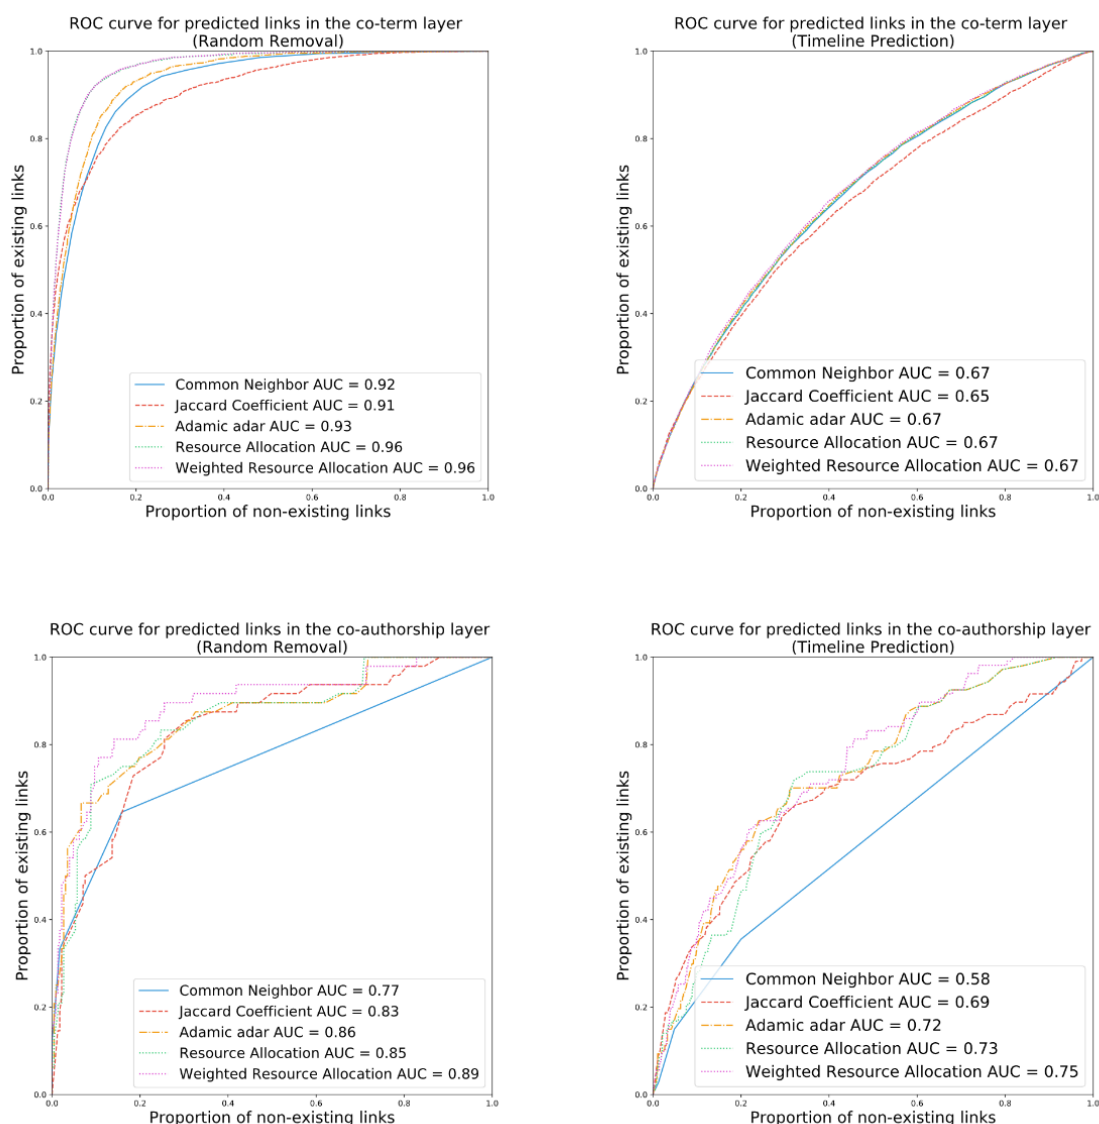 ROC curve for predicted links in the co-term layer
(Random Removal)
1.0
0.8
0.6
0.4
0.2
0.0
Proportion of existing links
Common Neighbor AUC = 0.92
Jaccard Coefficient AUC = 0.91
Adamic adar AUC = 0.93
Resource Allocation AUC = 0.96
Weighted Resource Allocation AUC = 0.96
0.0 0.2 0.4 0.6 0.8 1.0
Proportion of non-existing links
ROC curve for predicted links in the co-term layer
(Timeline Prediction)
1.0
0.8
0.6
0.4
0.2
0.0
Proportion of existing links
Common Neighbor AUC = 0.67
Jaccard Coefficient AUC = 0.65
Adamic adar AUC = 0.67
Resource Allocation AUC = 0.67
Weighted Resource Allocation AUC = 0.67
0.0 0.2 0.4 0.6 0.8 1.0
Proportion of non-existing links
ROC curve for predicted links in the co-authorship layer
(Random Removal)
1.0
0.8
0.6
0.4
0.2
0.0
Proportion of existing links
Common Neighbor AUC = 0.77
Jaccard Coefficient AUC = 0.83
Adamic adar AUC = 0.86
Resource Allocation AUC = 0.85
Weighted Resource Allocation AUC = 0.89
0.0 0.2 0.4 0.6 0.8 1.0
Proportion of non-existing links
ROC curve for predicted links in the co-authorship layer
(Timeline Prediction)
1.0
0.8
0.6
0.4
0.2
0.0
Proportion of existing links
Common Neighbor AUC = 0.58
Jaccard Coefficient AUC = 0.69
Adamic adar AUC = 0.72
Resource Allocation AUC = 0.73
Weighted Resource Allocation AUC = 0.75
0.0 0.2 0.4 0.6 0.8 1.0
Proportion of non-existing links